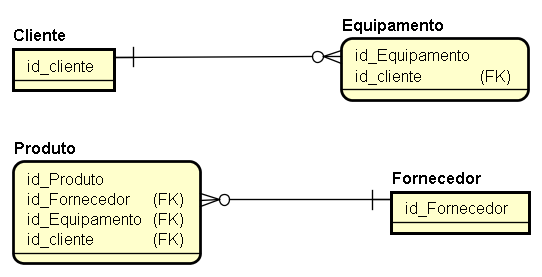 Cliente
id_cliente
Equipamento
id_Equipamento
id_cliente (FK)
Produto
id_Produto
id_Fornecedor (FK)
id_Equipamento (FK)
id_cliente (FK)
Fornecedor
id_Fornecedor